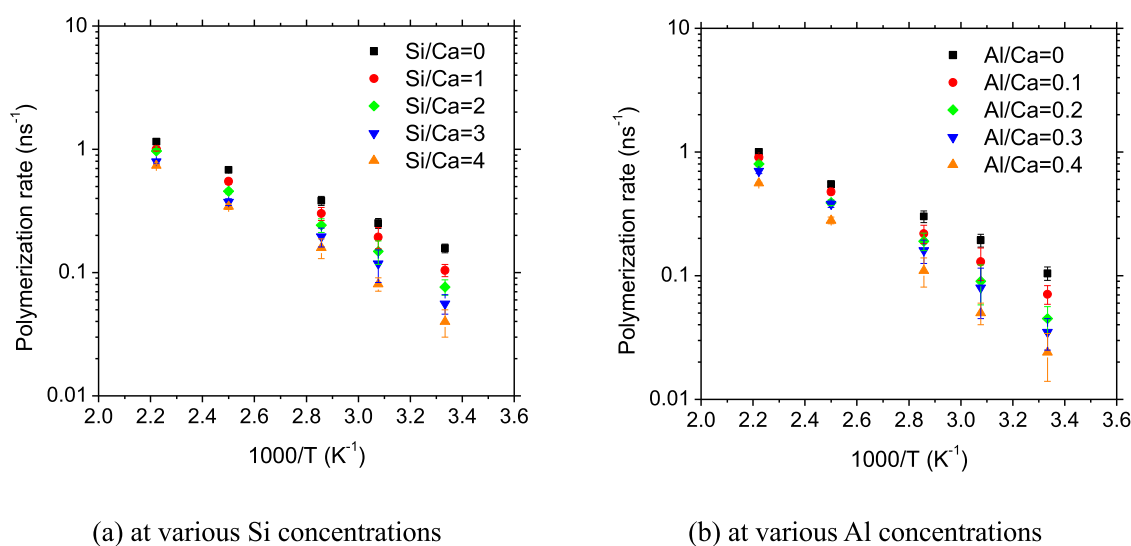 10
1
0.1
0.01
Polymerization rate (ns⁻¹)
Si/Ca=0
Si/Ca=1
Si/Ca=2
Si/Ca=3
Si/Ca=4
2.0 2.2 2.4 2.6 2.8 3.0 3.2 3.4 3.6
1000/T (K⁻¹)
(a) at various Si concentrations
10
1
0.1
0.01
Polymerization rate (ns⁻¹)
Al/Ca=0
Al/Ca=0.1
Al/Ca=0.2
Al/Ca=0.3
Al/Ca=0.4
2.0 2.2 2.4 2.6 2.8 3.0 3.2 3.4 3.6
1000/T (K⁻¹)
(b) at various Al concentrations